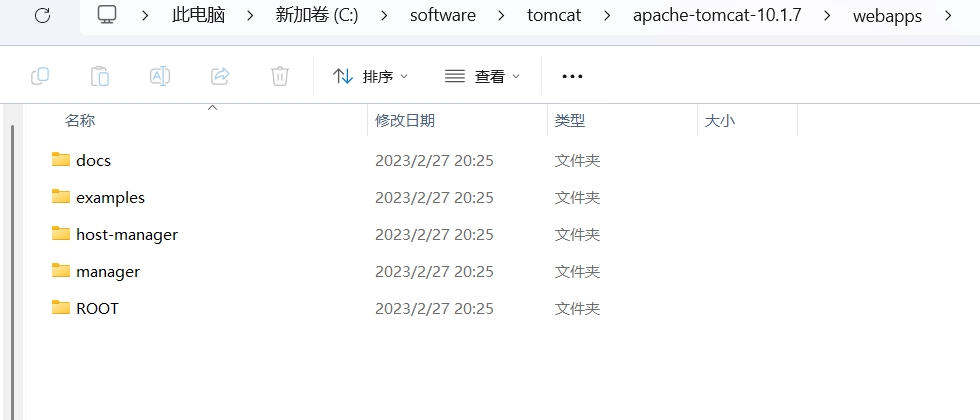 此电脑 > 新加卷 (C:) > software > tomcat > apache-tomcat-10.1.7 > webapps >
排序 查看
名称 修改日期 类型 大小
docs 2023/2/27 20:25 文件夹
examples 2023/2/27 20:25 文件夹
host-manager 2023/2/27 20:25 文件夹
manager 2023/2/27 20:25 文件夹
ROOT 2023/2/27 20:25 文件夹